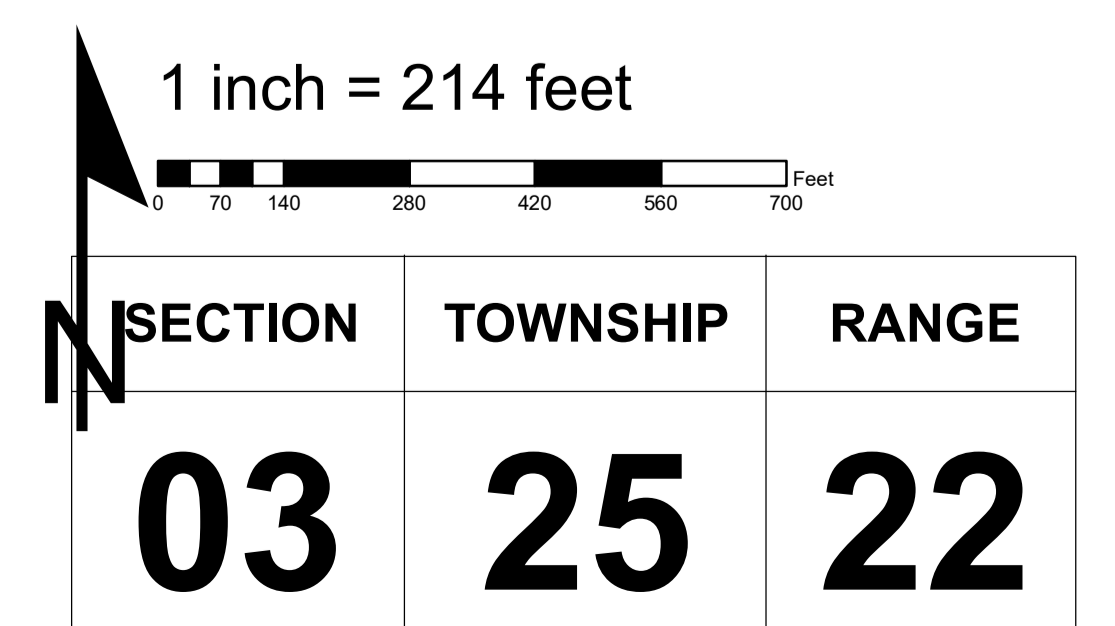 1 inch = 214 feet
Feet
0 70 140 280 420 560 700
N
SECTION TOWNSHIP RANGE
03 25 22